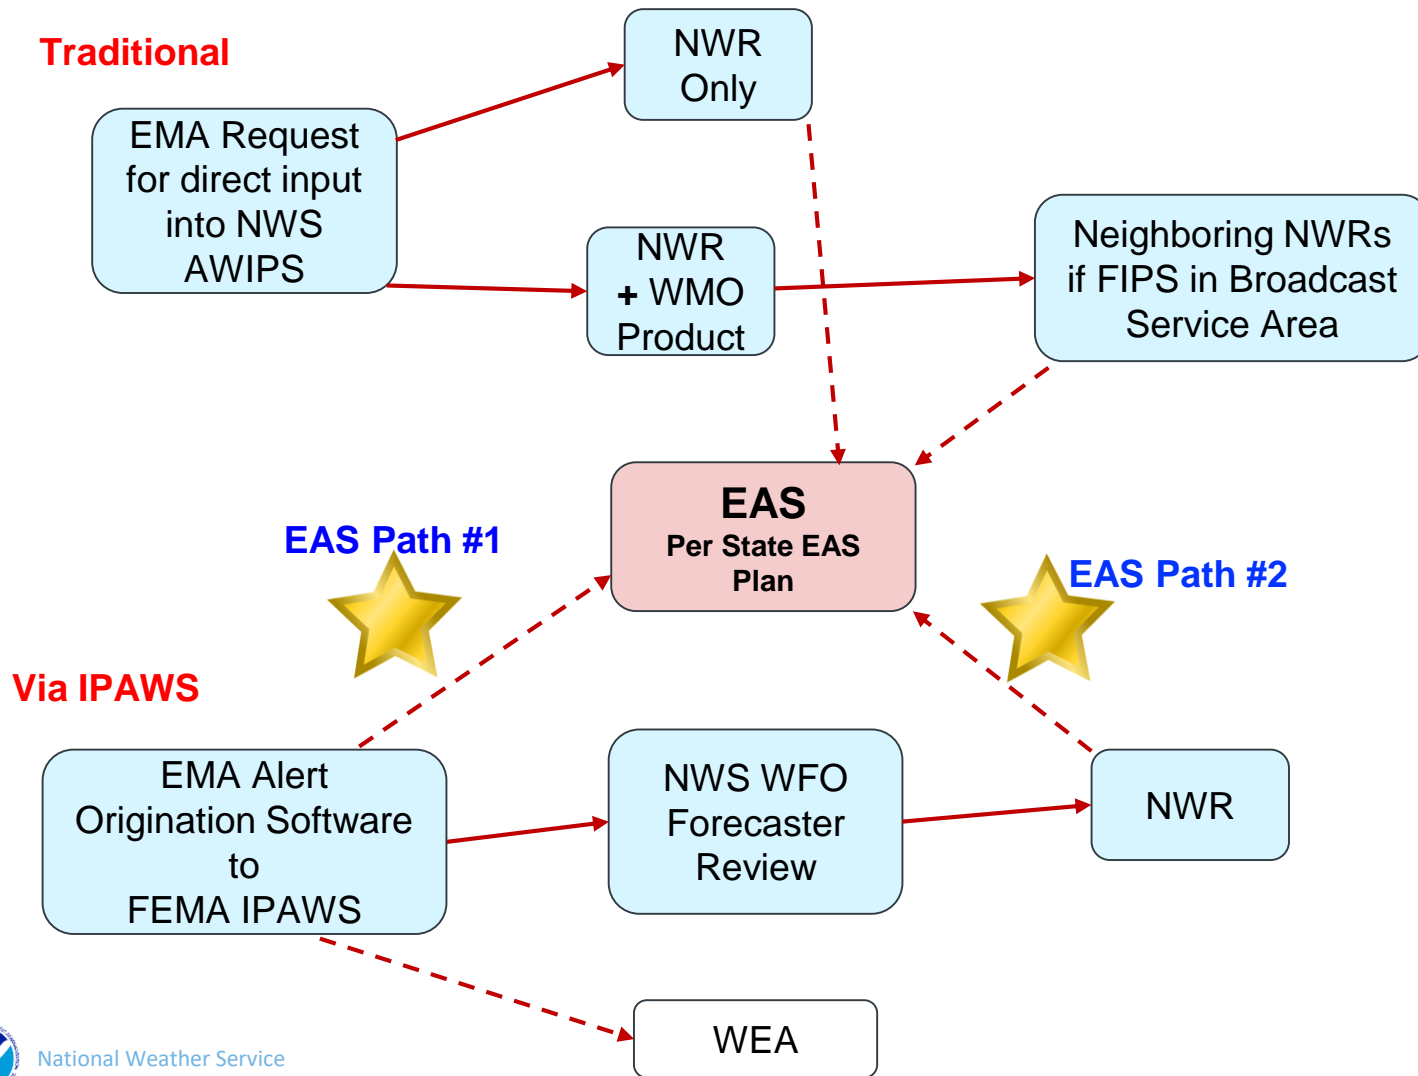 Traditional
NWR
Only
EMA Request
for direct input
into NWS
AWIPS
NWR
+ WMO
Product
Neighboring NWRs
if FIPS in Broadcast
Service Area
EAS
Per State EAS
Plan
EAS Path #1
EAS Path #2
Via IPAWS
EMA Alert
Origination Software
to
FEMA IPAWS
NWS WFO
Forecaster
Review
NWR
WEA
National Weather Service